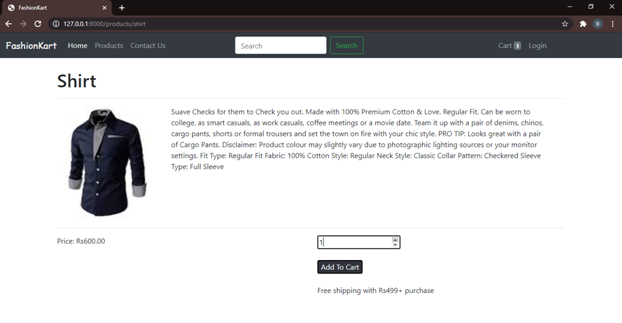 FashionKart
127.0.0.1:8000/products/shirt
B
FashionKart Home Products Contact Us Search Search Cart 1 Login
Shirt
Suave Checks for them to Check you out. Made with 100% Premium Cotton & Love. Regular Fit. Can be worn to
college, as smart casuals, as work casuals, coffee meetings or a movie date. Team it up with a pair of denims, chinos,
cargo pants, shorts or formal trousers and set the town on fire with your chic style. PRO TIP: Looks great with a pair
of Cargo Pants. Disclaimer: Product colour may slightly vary due to photographic lighting sources or your monitor
settings. Fit Type: Regular Fit Fabric: 100% Cotton Style: Regular Neck Style: Classic Collar Pattern: Checkered Sleeve
Type: Full Sleeve
Price: Rs600.00
1
Add To Cart
Free shipping with Rs499+ purchase